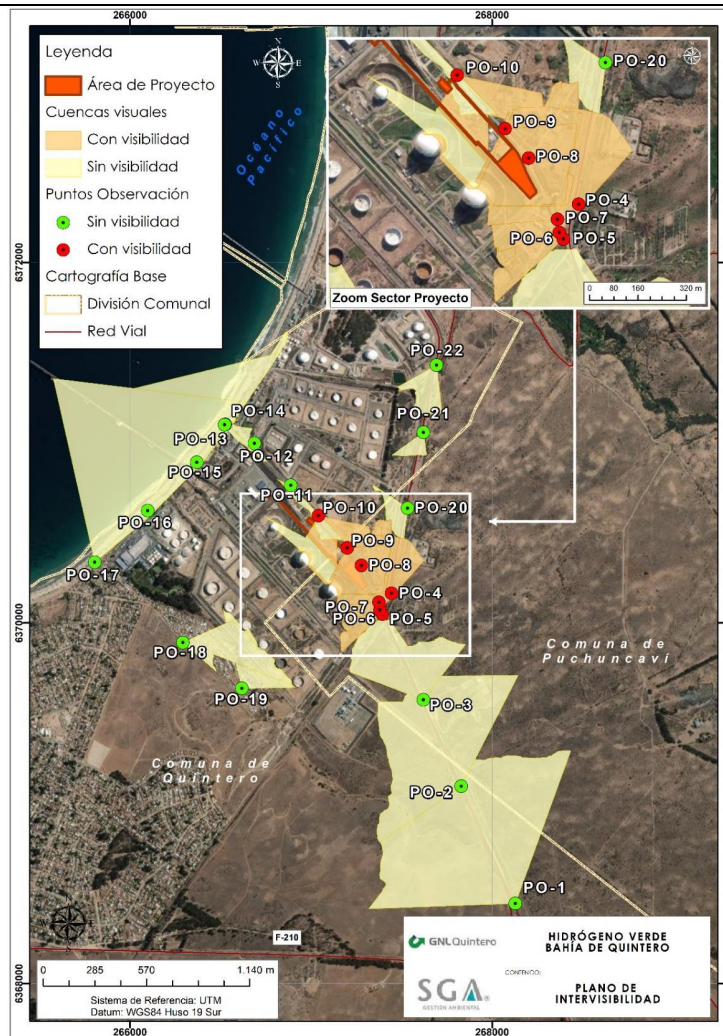 266000
268000
Leyenda
Área de Proyecto
Cuencas visuales
Con visibilidad
Sin visibilidad
Puntos Observación
Sin visibilidad
Con visibilidad
Cartografía Base
División Comunal
Red Vial
N
W
E
S
Océano
Pacífico
PO-10
PO-20
PO-9
PO-8
PO-4
PO-7
PO-6
PO-5
Zoom Sector Proyecto
0 80 160 320 m
6372000
6372000
PO-22
PO-14
PO-21
PO-13
PO-12
PO-15
PO-11
PO-10
PO-20
PO-16
PO-9
PO-17
PO-8
PO-4
PO-7
PO-6
PO-5
6370000
6370000
PO-18
PO-19
PO-3
Comuna de
Puchuncaví
Comuna de
Quintero
PO-2
PO-1
F-210
0 285 570 1.140 m
Sistema de Referencia: UTM
Datum: WGS84 Huso 19 Sur
GNLQuintero
HIDRÓGENO VERDE
BAHÍA DE QUINTERO
SGA
GESTIÓN AMBIENTAL
CONTENIDO:
PLANO DE
INTERVISIBILIDAD
6368000
6368000
266000
268000